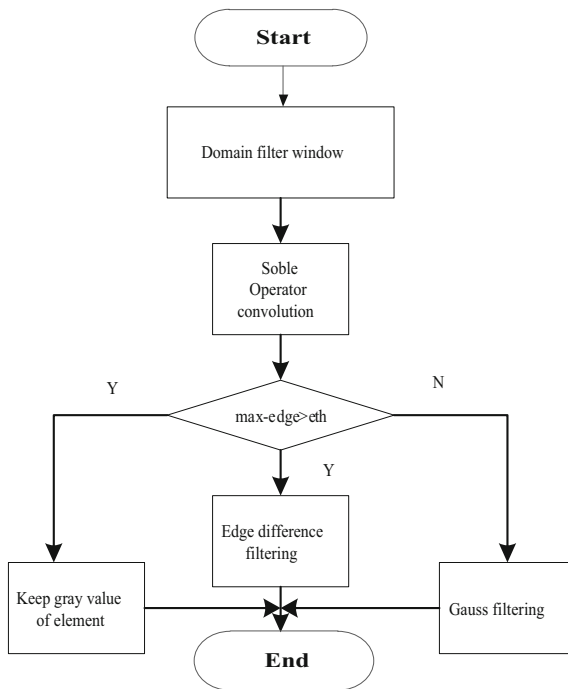 Start
Domain filter window
Soble
Operator
convolution
Y
N
max-edge>eth
Y
Edge difference
filtering
Keep gray value
of element
Gauss filtering
End